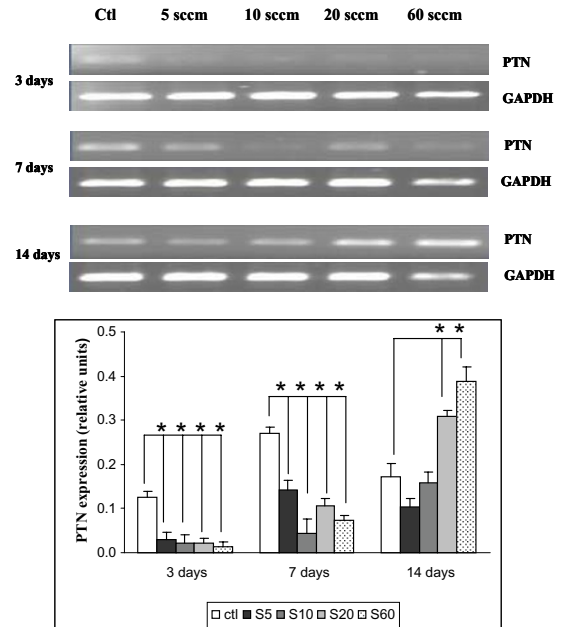 Ctl 5 sccm 10 sccm 20 sccm 60 sccm
PTN
3 days
GAPDH
PTN
7 days
GAPDH
PTN
14 days
GAPDH
PTN expression (relative units)
0.5
0.4
0.3
0.2
0.1
0.0
* * * *
* * * *
* *
3 days 7 days 14 days
ctl S5 S10 S20 S60